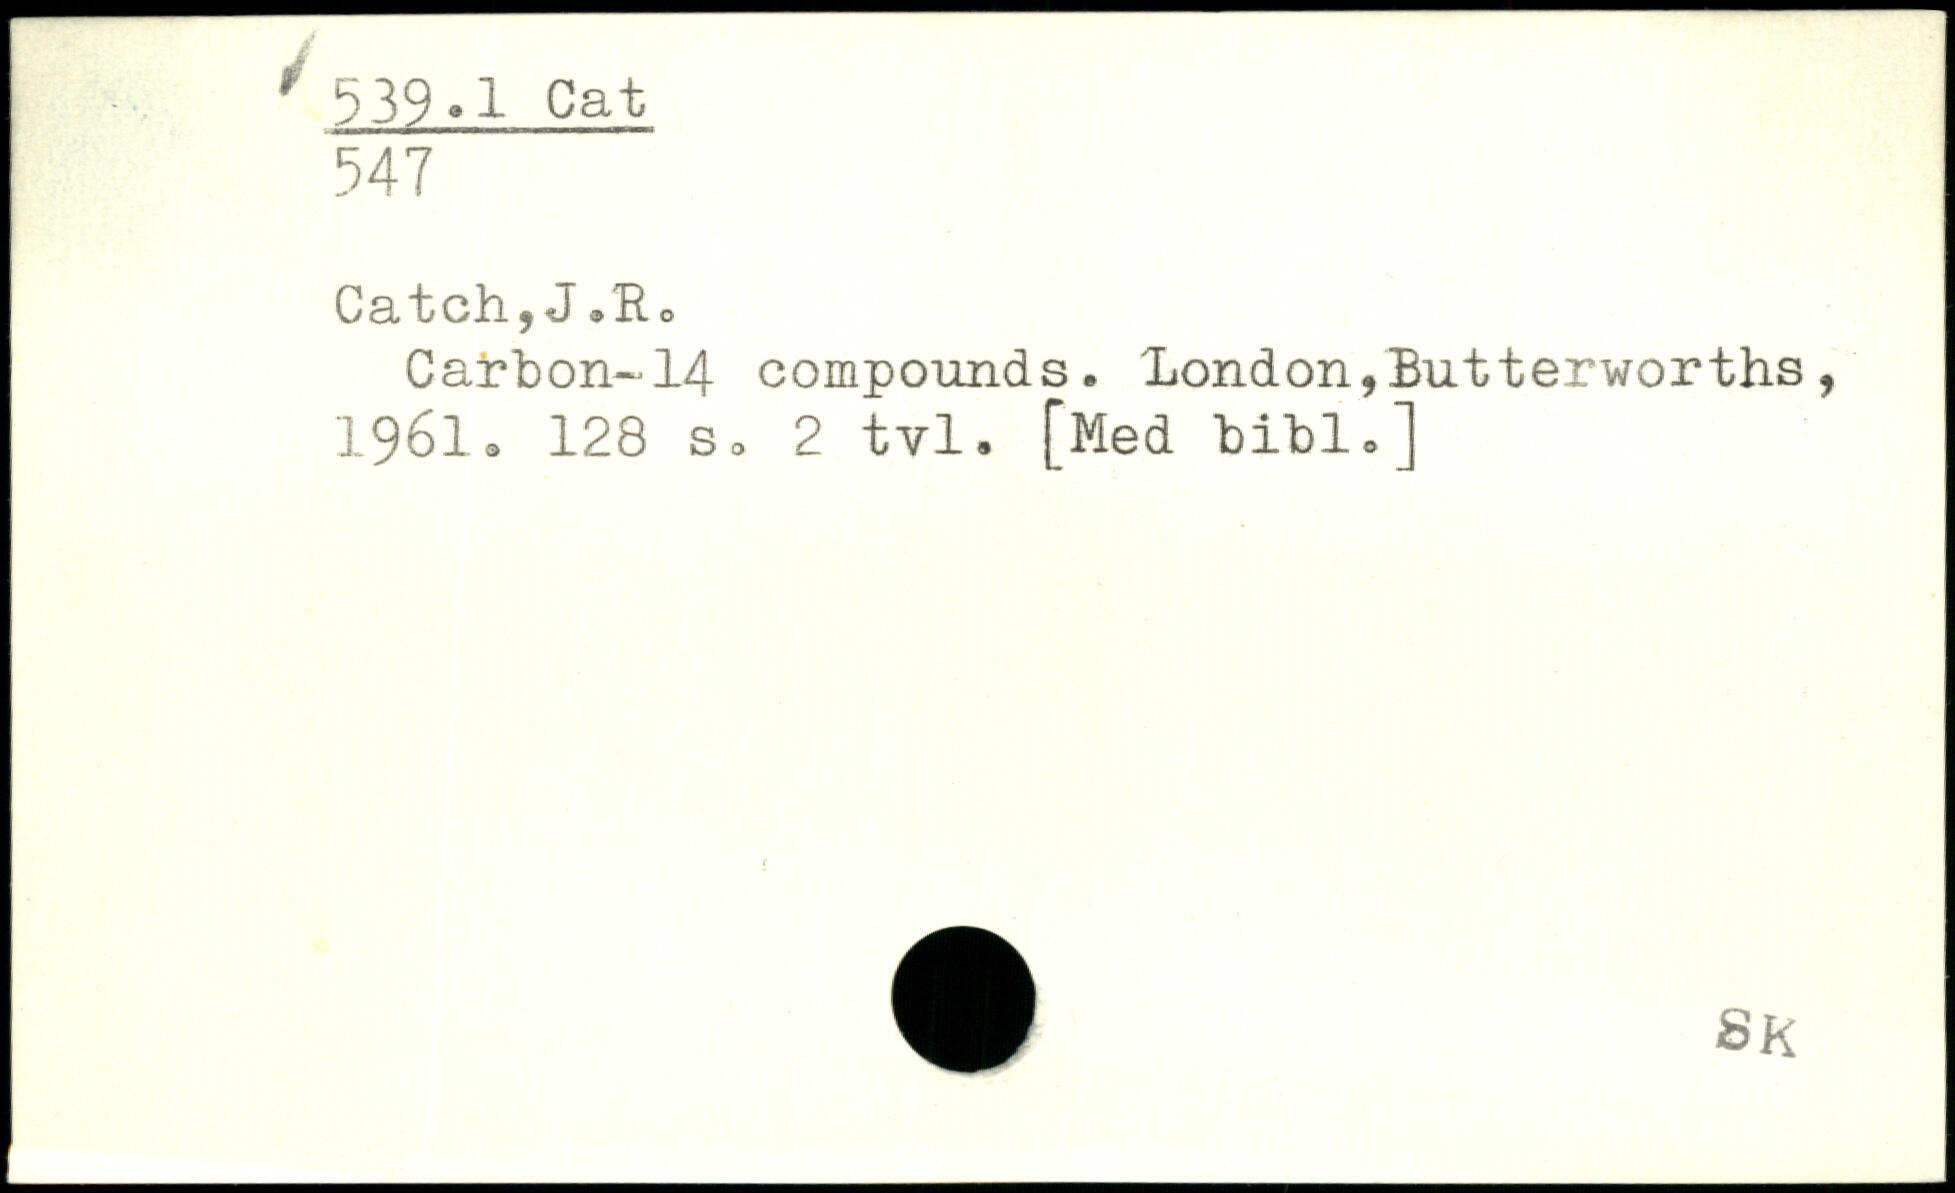 539.1 Cat
547
Catch,J.R.
Carbon-14 compounds. London,Butterworths,
1961. 128 s. 2 tvl. [Med bibl.]
SK